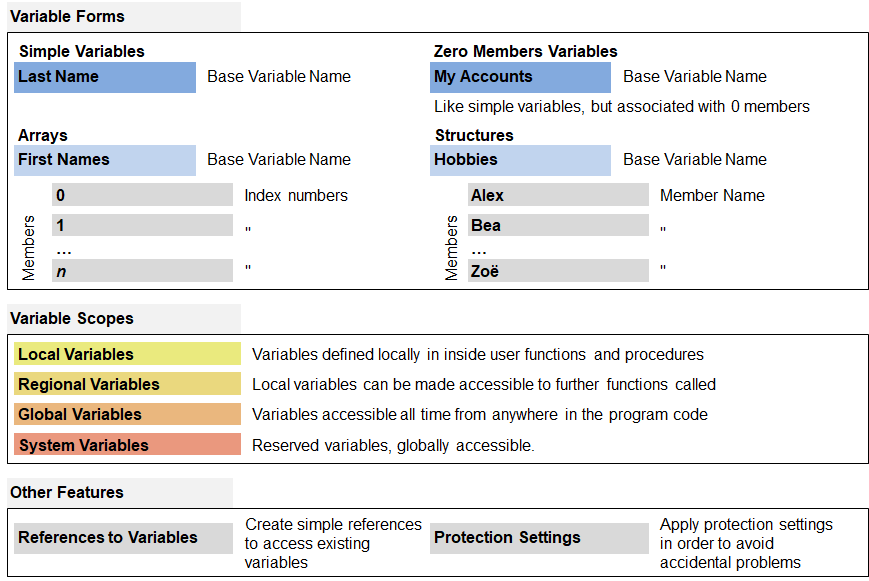 Variable Forms
Simple Variables
Last Name Base Variable Name
Zero Members Variables
My Accounts Base Variable Name
Like simple variables, but associated with 0 members
Arrays
First Names Base Variable Name
Members
0 Index numbers
1 "
...
n "
Structures
Hobbies Base Variable Name
Members
Alex Member Name
Bea "
...
Zoë "
Variable Scopes
Local Variables Variables defined locally in inside user functions and procedures
Regional Variables Local variables can be made accessible to further functions called
Global Variables Variables accessible all time from anywhere in the program code
System Variables Reserved variables, globally accessible.
Other Features
References to Variables
Create simple references
to access existing
variables
Protection Settings
Apply protection settings
in order to avoid
accidental problems